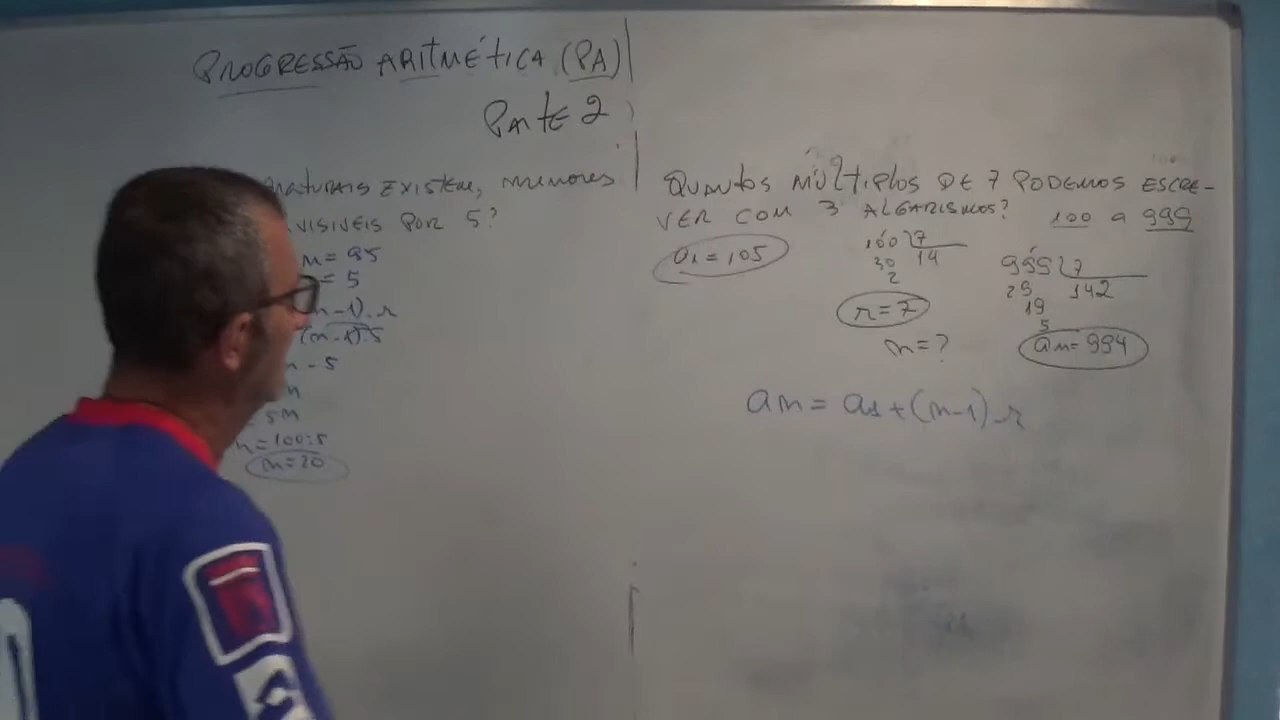 PROGRESSÃO ARITMÉTICA (PA)
PARTE 2
NATURAIS EXISTEM, MENORES
VISIVEIS POR 5?
n = 95
= 5
n-1).r
(n-1).5
n - 5
n
5n
n = 100:5
n = 20
QUANTOS MÚLTIPLOS DE 7 PODEMOS ESCRE-
VER COM 3 ALGARISMOS? 100 a 999
a1 = 105
100 7
30 14
2
r = 7
n = ?
999 7
29 142
19
5
an = 994
an = a1 + (n-1).r